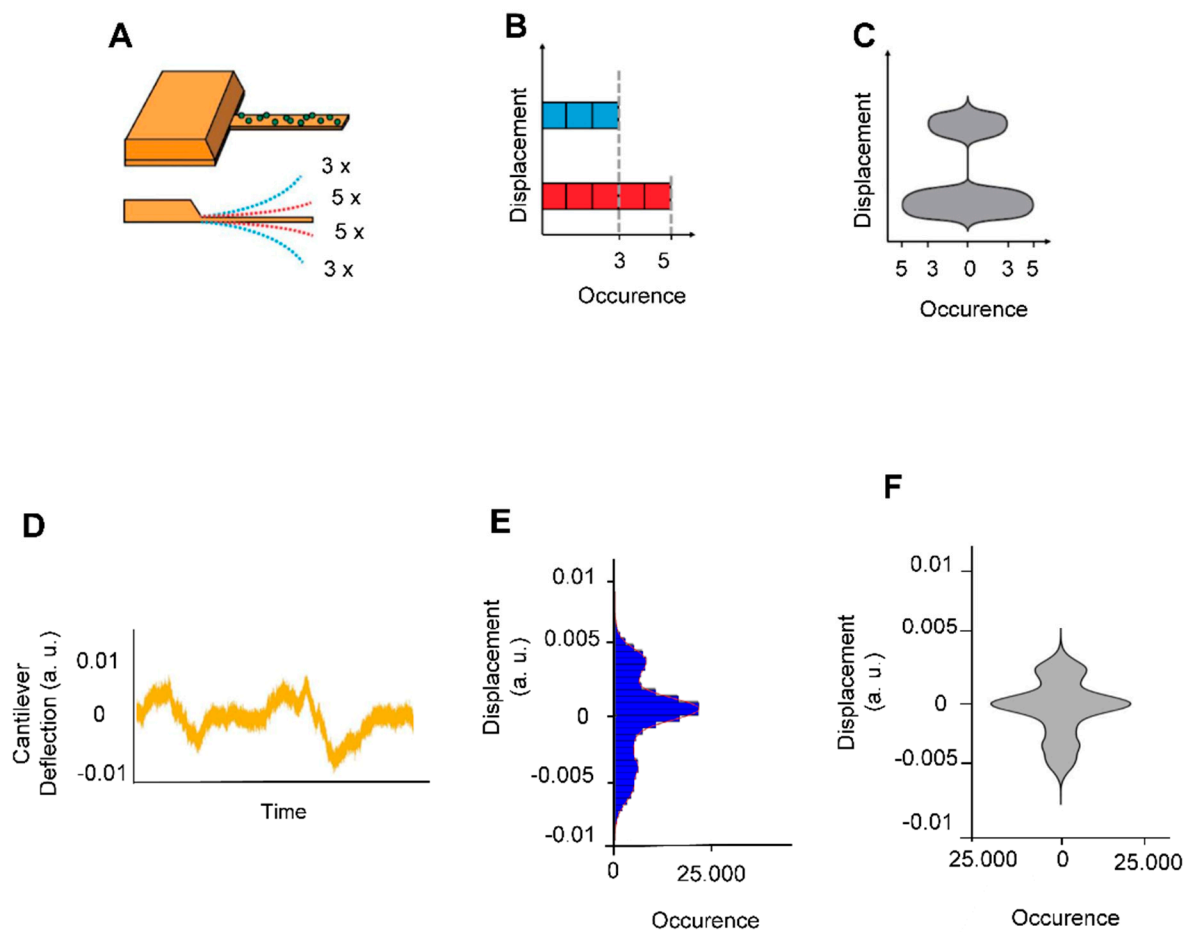 A
3 x
5 x
5 x
3 x
B
Displacement
3 5
Occurence
C
Displacement
5 3 0 3 5
Occurence
D
Cantilever
Deflection (a. u.)
0.01
0
-0.01
Time
E
Displacement
(a. u.)
0.01
0.005
0
-0.005
-0.01
0 25.000
Occurence
F
Displacement
(a. u.)
0.01
0.005
0
-0.005
-0.01
25.000 0 25.000
Occurence